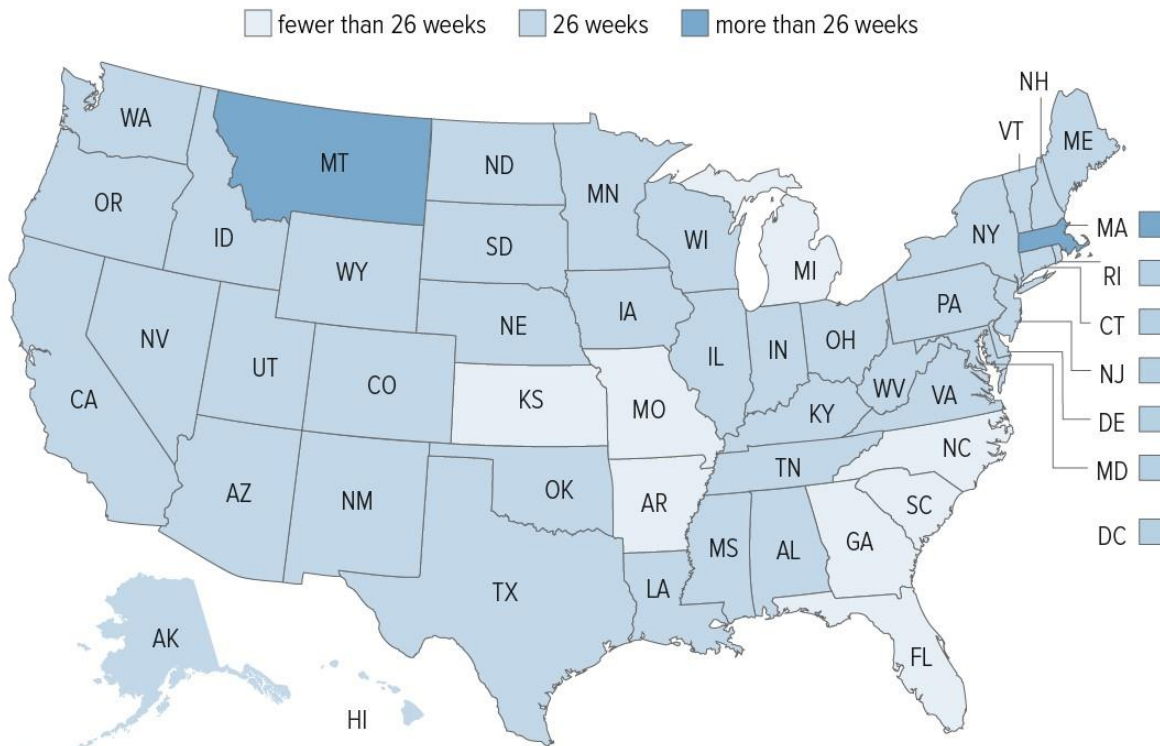 fewer than 26 weeks 26 weeks more than 26 weeks
NH
WA
VT
ME
MT
ND
MN
OR
ID
SD
WI
NY
MA
WY
MI
RI
IA
PA
NE
CT
NV
OH
UT
IL
IN
CO
NJ
WV
CA
KS
MO
VA
KY
DE
NC
TN
MD
AZ
OK
NM
AR
SC
DC
MS
AL
GA
TX
LA
AK
FL
HI